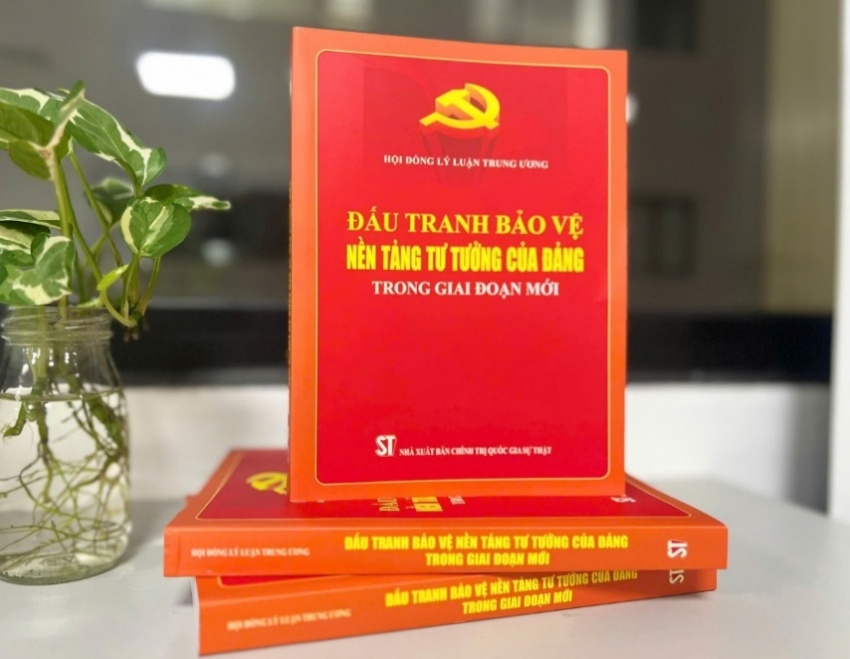 HỘI ĐỒNG LÝ LUẬN TRUNG ƯƠNG
ĐẤU TRANH BẢO VỆ
NỀN TẢNG TƯ TƯỞNG CỦA ĐẢNG
TRONG GIAI ĐOẠN MỚI
ST NHÀ XUẤT BẢN CHÍNH TRỊ QUỐC GIA SỰ THẬT
HỘI ĐỒNG LÝ LUẬN TRUNG ƯƠNG
ĐẤU TRANH BẢO VỆ NỀN TẢNG TƯ TƯỞNG CỦA ĐẢNG
TRONG GIAI ĐOẠN MỚI
ST
HỘI ĐỒNG LÝ LUẬN TRUNG ƯƠNG
ĐẤU TRANH BẢO VỆ NỀN TẢNG TƯ TƯỞNG CỦA ĐẢNG
TRONG GIAI ĐOẠN MỚI
ST